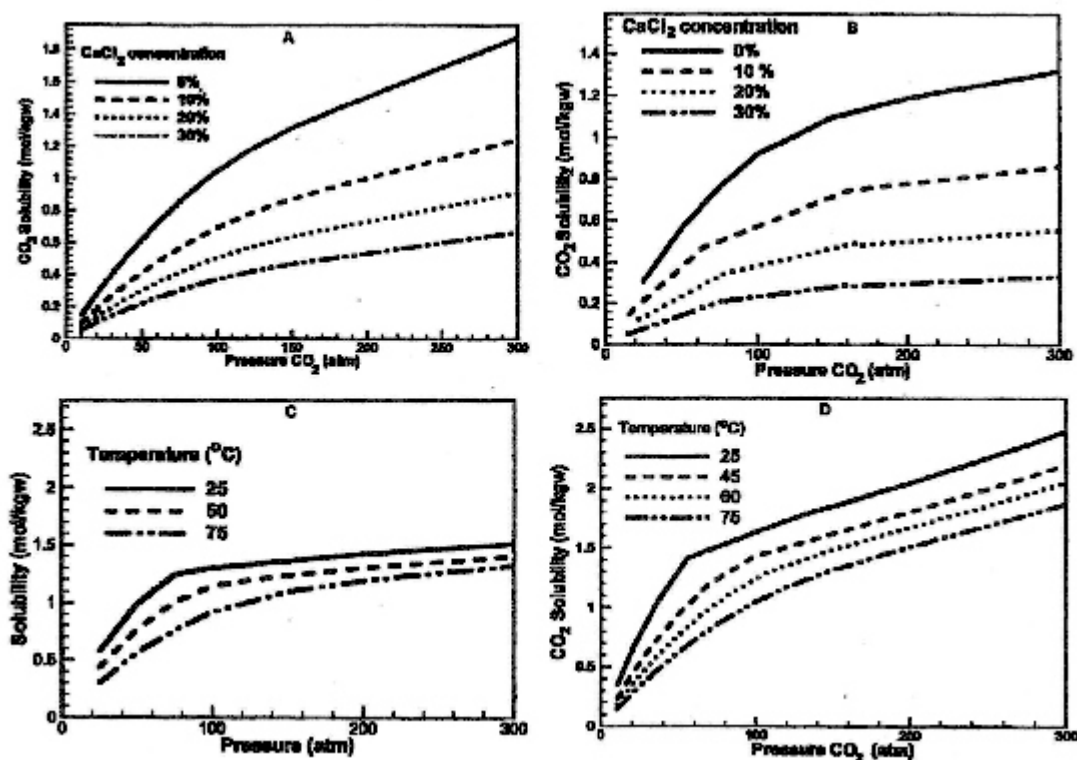 A
CaCl2 concentration
0%
10%
20%
30%
CO2 Solubility (mol/kgw)
1.8
1.6
1.4
1.2
1
0.8
0.6
0.4
0.2
0
0 50 100 150 200 250 300
Pressure CO2 (atm)
CaCl2 concentration B
0%
10 %
20%
30%
CO2 Solubility (mol/kgw)
1.4
1.2
1
0.8
0.6
0.4
0.2
0
0 100 200 300
Pressure CO2 (atm)
C
Temperature (°C)
25
50
75
Solubility (mol/kgw)
2.5
2
1.5
1
0.5
0
0 100 200 300
Pressure (atm)
D
Temperature (°C)
25
45
60
75
CO2 Solubility (mol/kgw)
2.5
2
1.5
1
0.5
0
0 100 200 300
Pressure CO2 (atm)